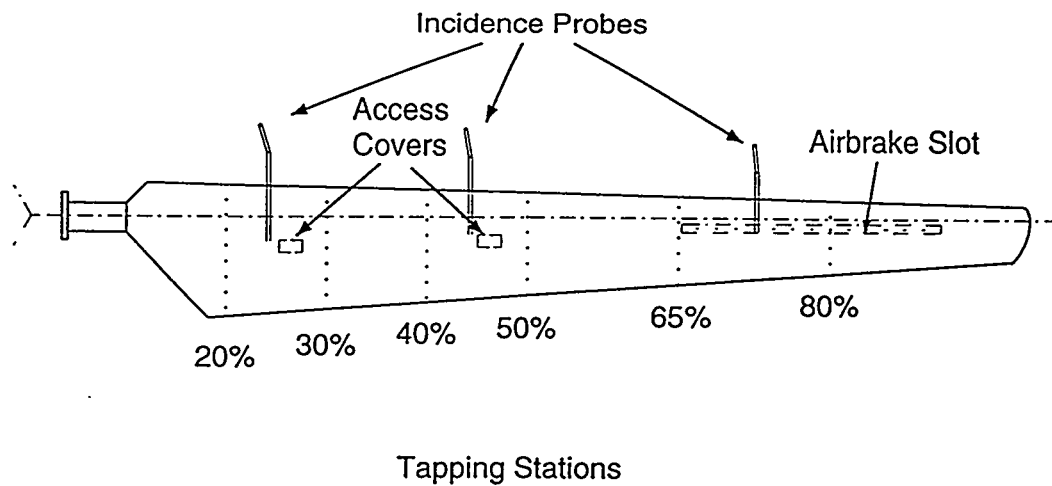 Incidence Probes
Access
Covers
Airbrake Slot
20%
30%
40%
50%
65%
80%
Tapping Stations